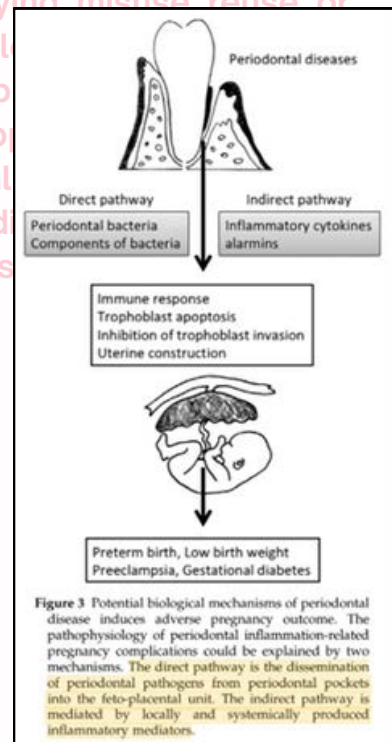 ying misuse reuse or
Periodontal diseases
Direct pathway
Periodontal bacteria
Components of bacteria
Indirect pathway
Inflammatory cytokines
alarmins
Immune response
Trophoblast apoptosis
Inhibition of trophoblast invasion
Uterine construction
Preterm birth, Low birth weight
Preeclampsia, Gestational diabetes
Figure 3 Potential biological mechanisms of periodontal
disease induces adverse pregnancy outcome. The
pathophysiology of periodontal inflammation-related
pregnancy complications could be explained by two
mechanisms. The direct pathway is the dissemination
of periodontal pathogens from periodontal pockets
into the feto-placental unit. The indirect pathway is
mediated by locally and systemically produced
inflammatory mediators.